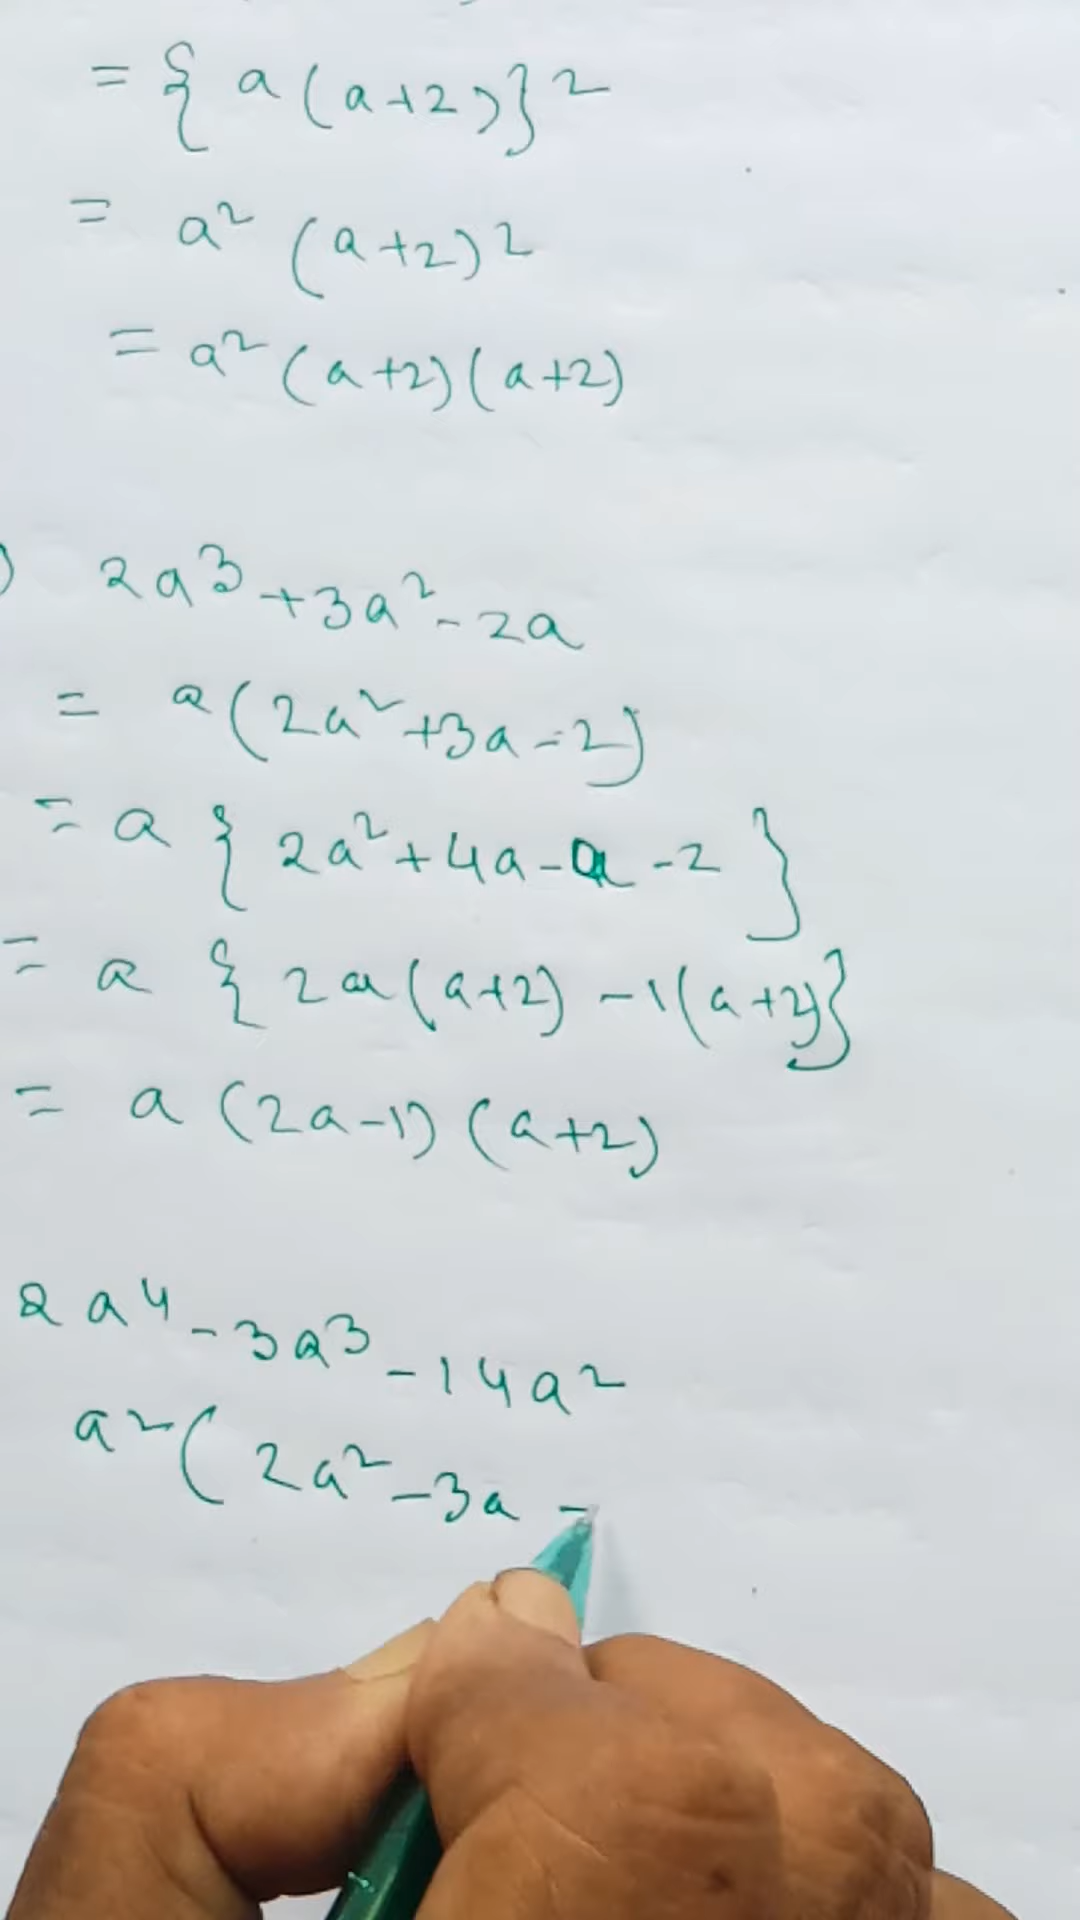 = { a (a+2)}²
= a² (a+2)²
= a² (a+2)(a+2)
) 2a³ +3a² - 2a
= a (2a² +3a -2)
= a { 2a² + 4a - a - 2 }
= a { 2a (a+2) -1(a+2)}
= a (2a-1) (a+2)
2a⁴ - 3a³ - 14a²
a² ( 2a² - 3a -